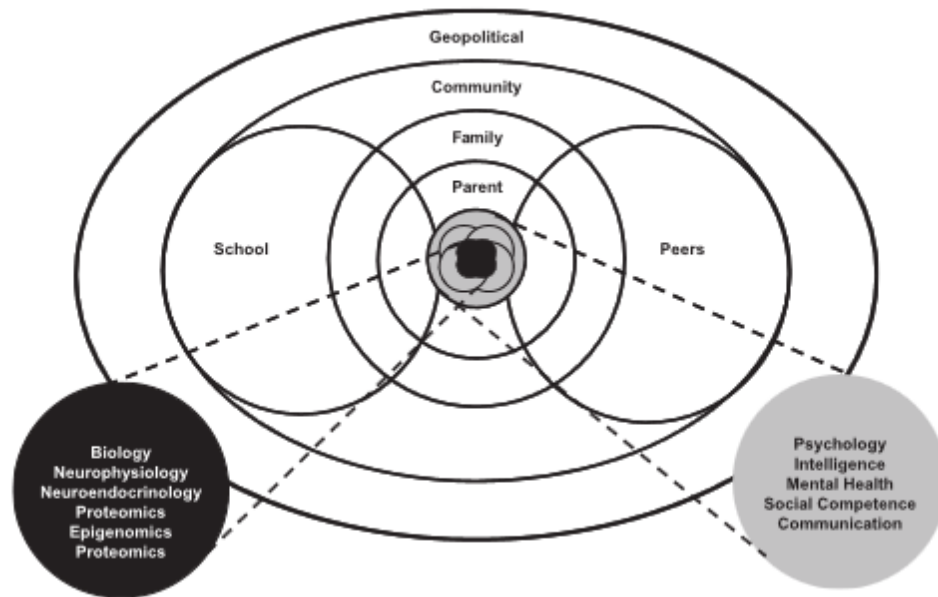 Geopolitical
Community
Family
Parent
School
Peers
Biology
Neurophysiology
Neuroendocrinology
Proteomics
Epigenomics
Proteomics
Psychology
Intelligence
Mental Health
Social Competence
Communication